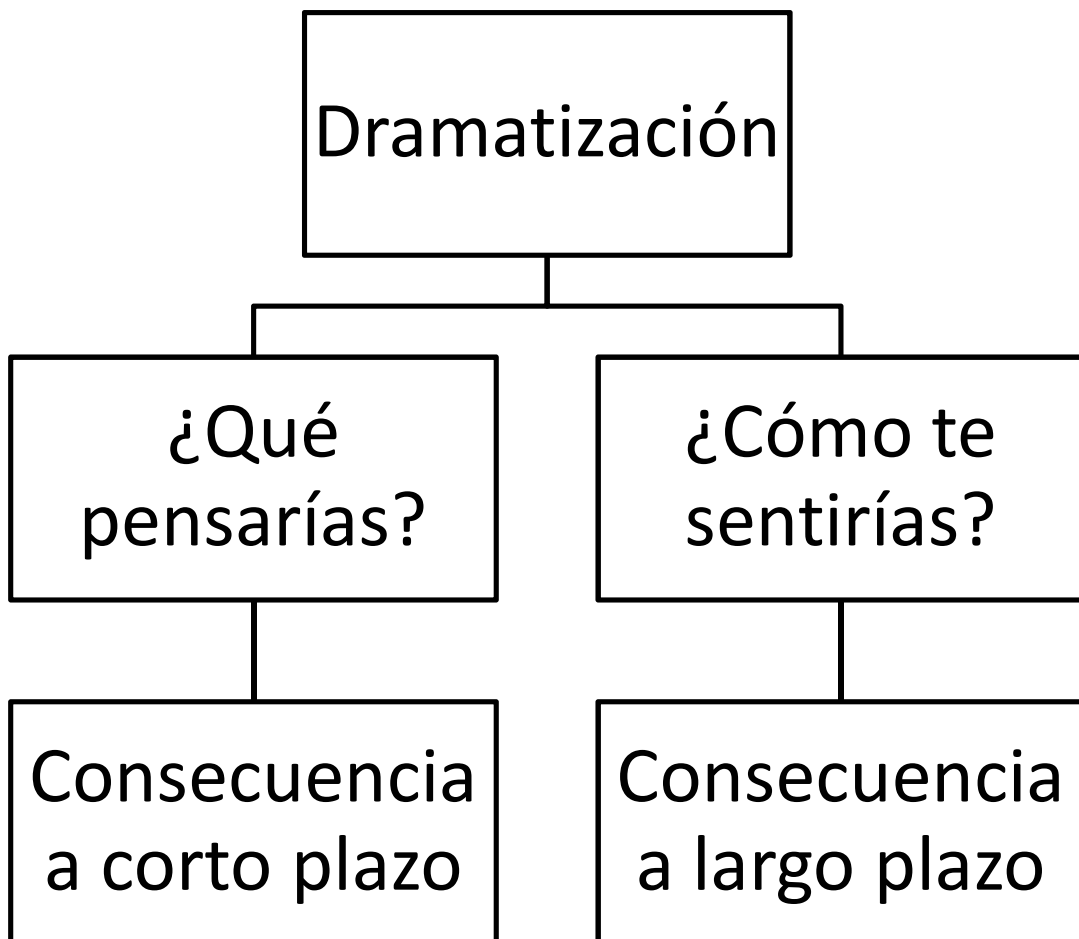 Dramatización
¿Qué
pensarías?
¿Cómo te
sentirías?
Consecuencia
a corto plazo
Consecuencia
a largo plazo